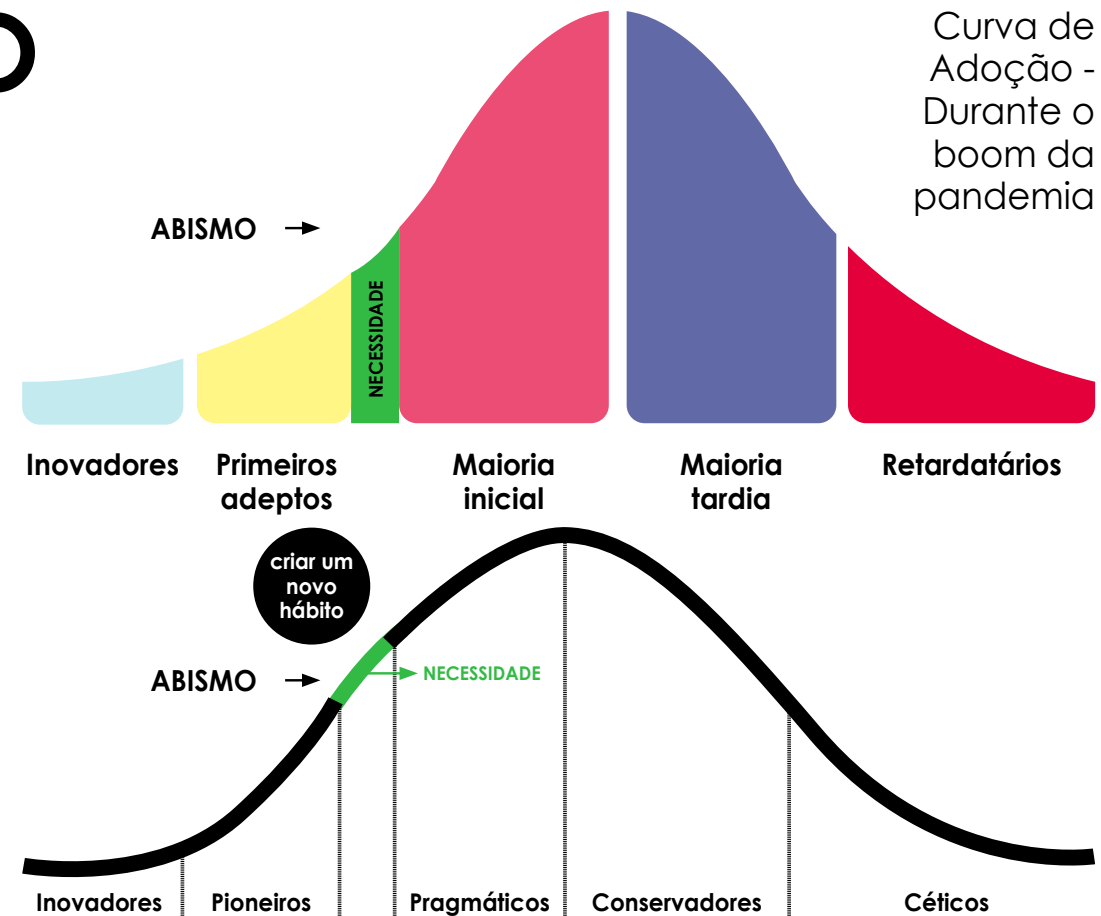 Curva de
Adoção -
Durante o
boom da
pandemia
ABISMO
NECESSIDADE
Inovadores
Primeiros
adeptos
Maioria
inicial
Maioria
tardia
Retardatários
criar um
novo
hábito
ABISMO
NECESSIDADE
Inovadores
Pioneiros
Pragmáticos
Conservadores
Céticos